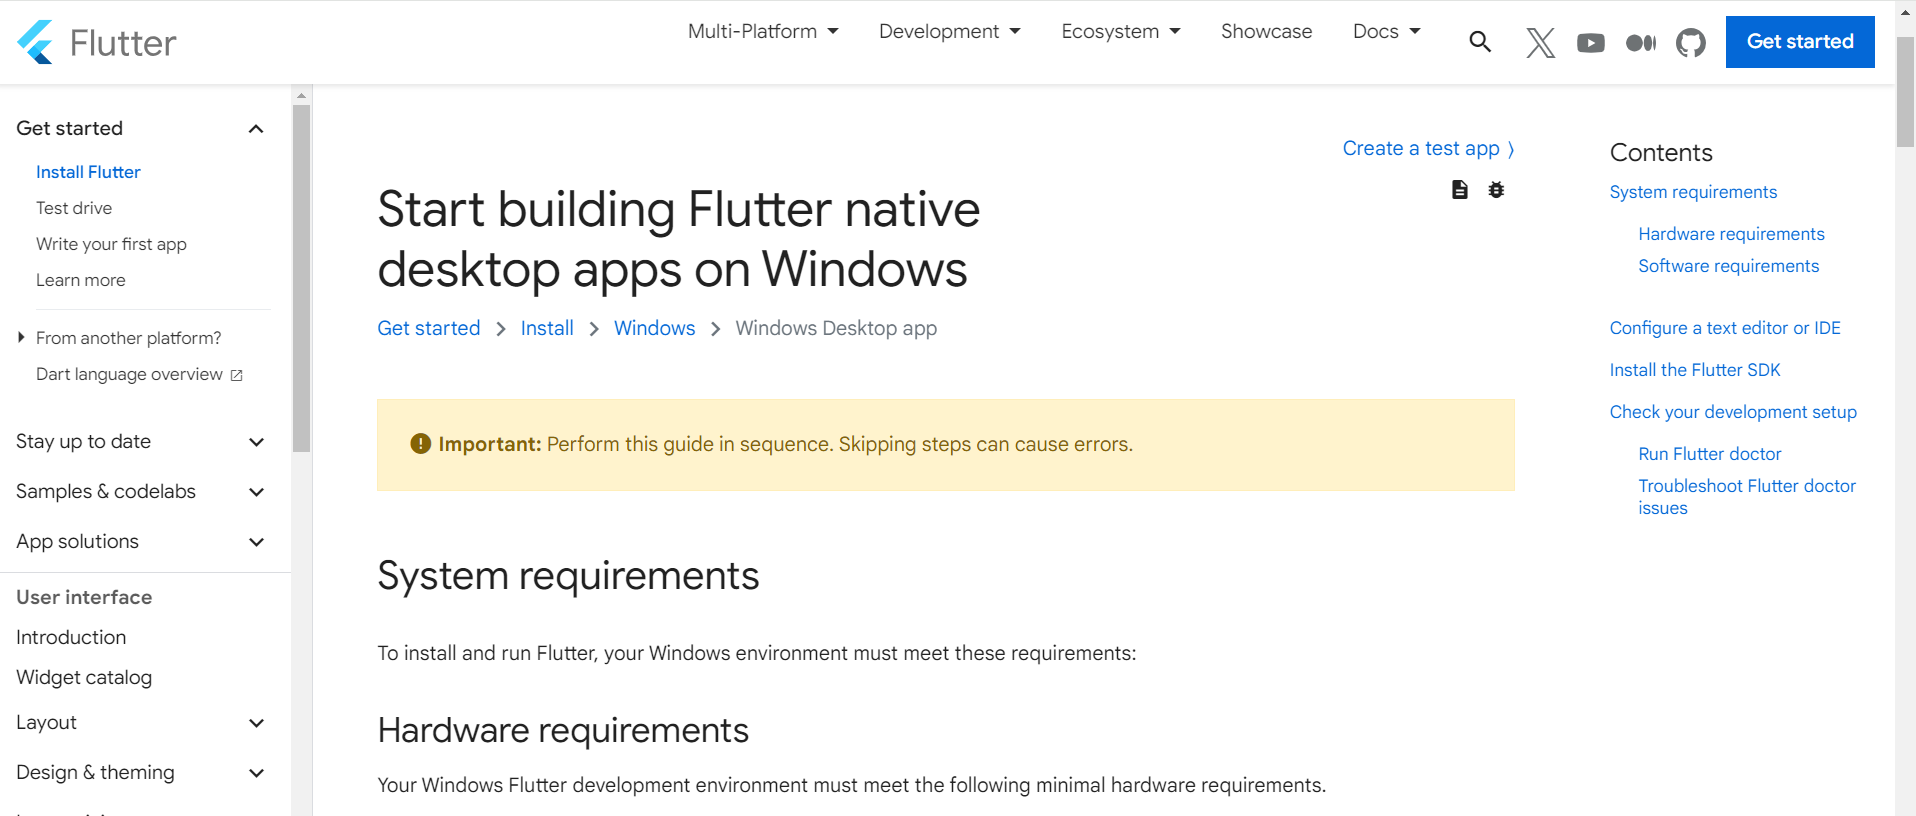 Flutter
Multi-Platform
Development
Ecosystem
Showcase
Docs
Get started
Get started
Install Flutter
Test drive
Write your first app
Learn more
From another platform?
Dart language overview
Stay up to date
Samples & codelabs
App solutions
User interface
Introduction
Widget catalog
Layout
Design & theming
Create a test app
Start building Flutter native
desktop apps on Windows
Get started > Install > Windows > Windows Desktop app
Important: Perform this guide in sequence. Skipping steps can cause errors.
System requirements
To install and run Flutter, your Windows environment must meet these requirements:
Hardware requirements
Your Windows Flutter development environment must meet the following minimal hardware requirements.
Contents
System requirements
Hardware requirements
Software requirements
Configure a text editor or IDE
Install the Flutter SDK
Check your development setup
Run Flutter doctor
Troubleshoot Flutter doctor
issues